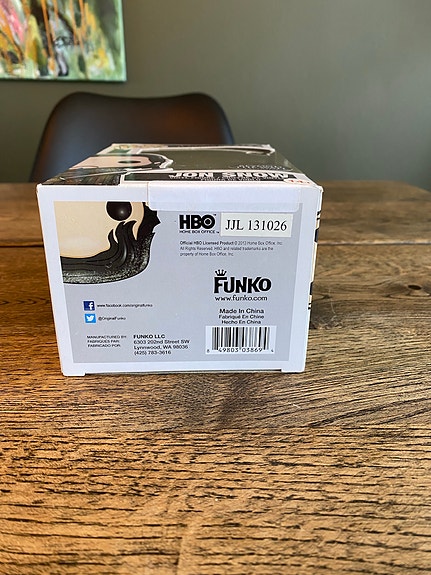 JON SNOW
HBO
HOME BOX OFFICE
JJL 131026
Official HBO Licensed Product © 2013 Home Box Office, Inc.
All Rights Reserved. HBO and related trademarks are the
property of Home Box Office, Inc.
FUNKO
www.funko.com
www.facebook.com/originalfunko
@OriginalFunko
Made In China
Fabriqué En Chine
Hecho En China
MANUFACTURED BY:
FABRIQUÉS PAR:
FABRICADO POR:
FUNKO LLC
6303 202nd Street SW
Lynnwood, WA 98036
(425) 783-3616
8 49803 03869 4